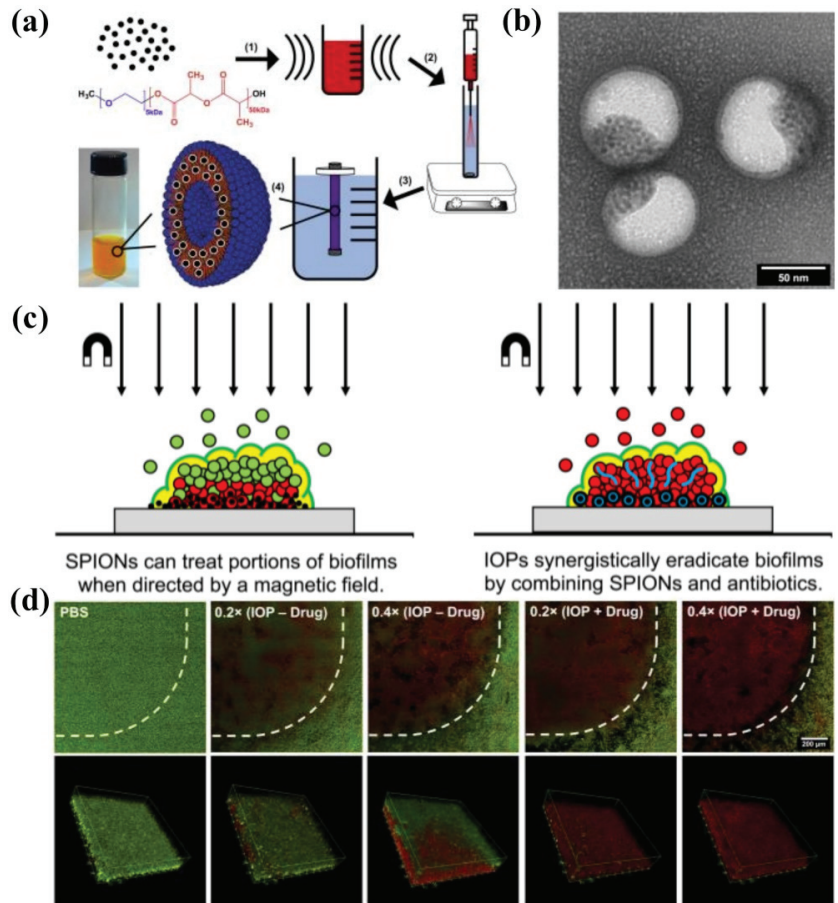 (a)
(1)
(2)
CH₃
H₃C
O
O
O
O
O
OH
5kDa
CH₃
50kDa
(4)
(3)
(b)
50 nm
(c)
SPIONs can treat portions of biofilms
when directed by a magnetic field.
IOPs synergistically eradicate biofilms
by combining SPIONs and antibiotics.
(d)
PBS
0.2× (IOP – Drug)
0.4× (IOP – Drug)
0.2× (IOP + Drug)
0.4× (IOP + Drug)
200 μm